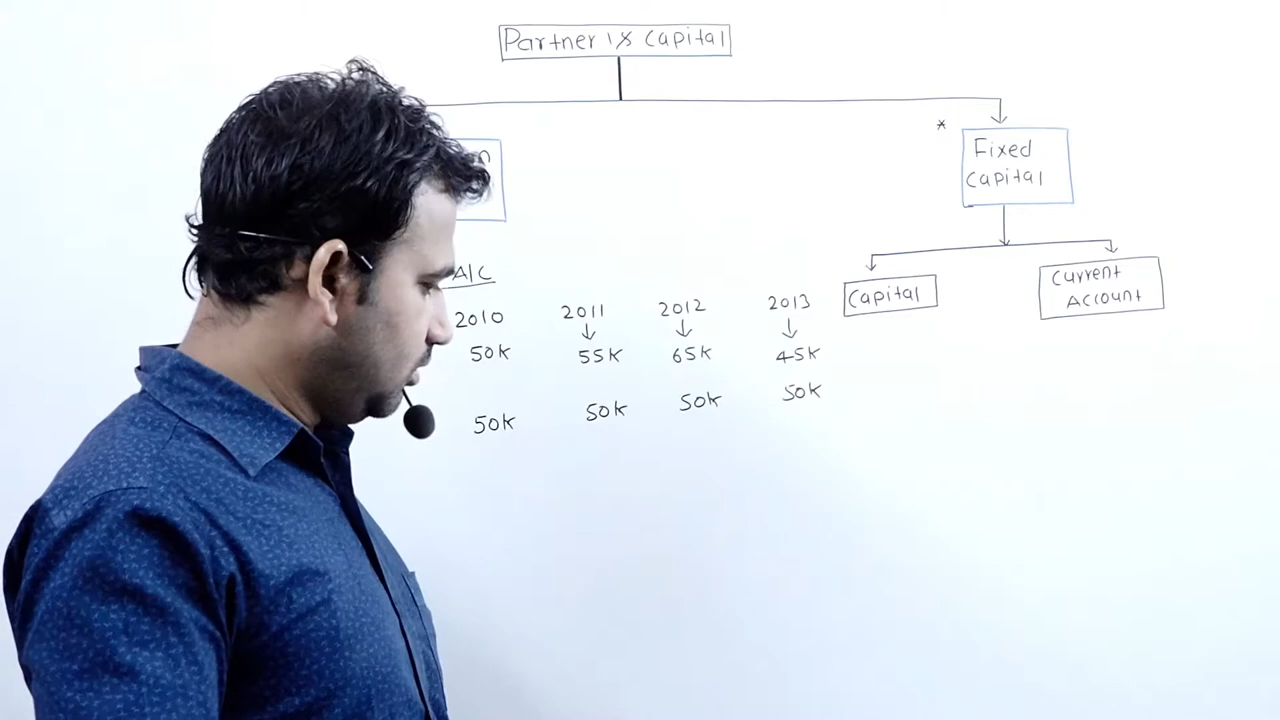 Partner's Capital
Fixed
Capital
A/C
Capital
Current
Account
2010 2011 2012 2013
50K 55K 65K 45K
50K 50K 50K 50K